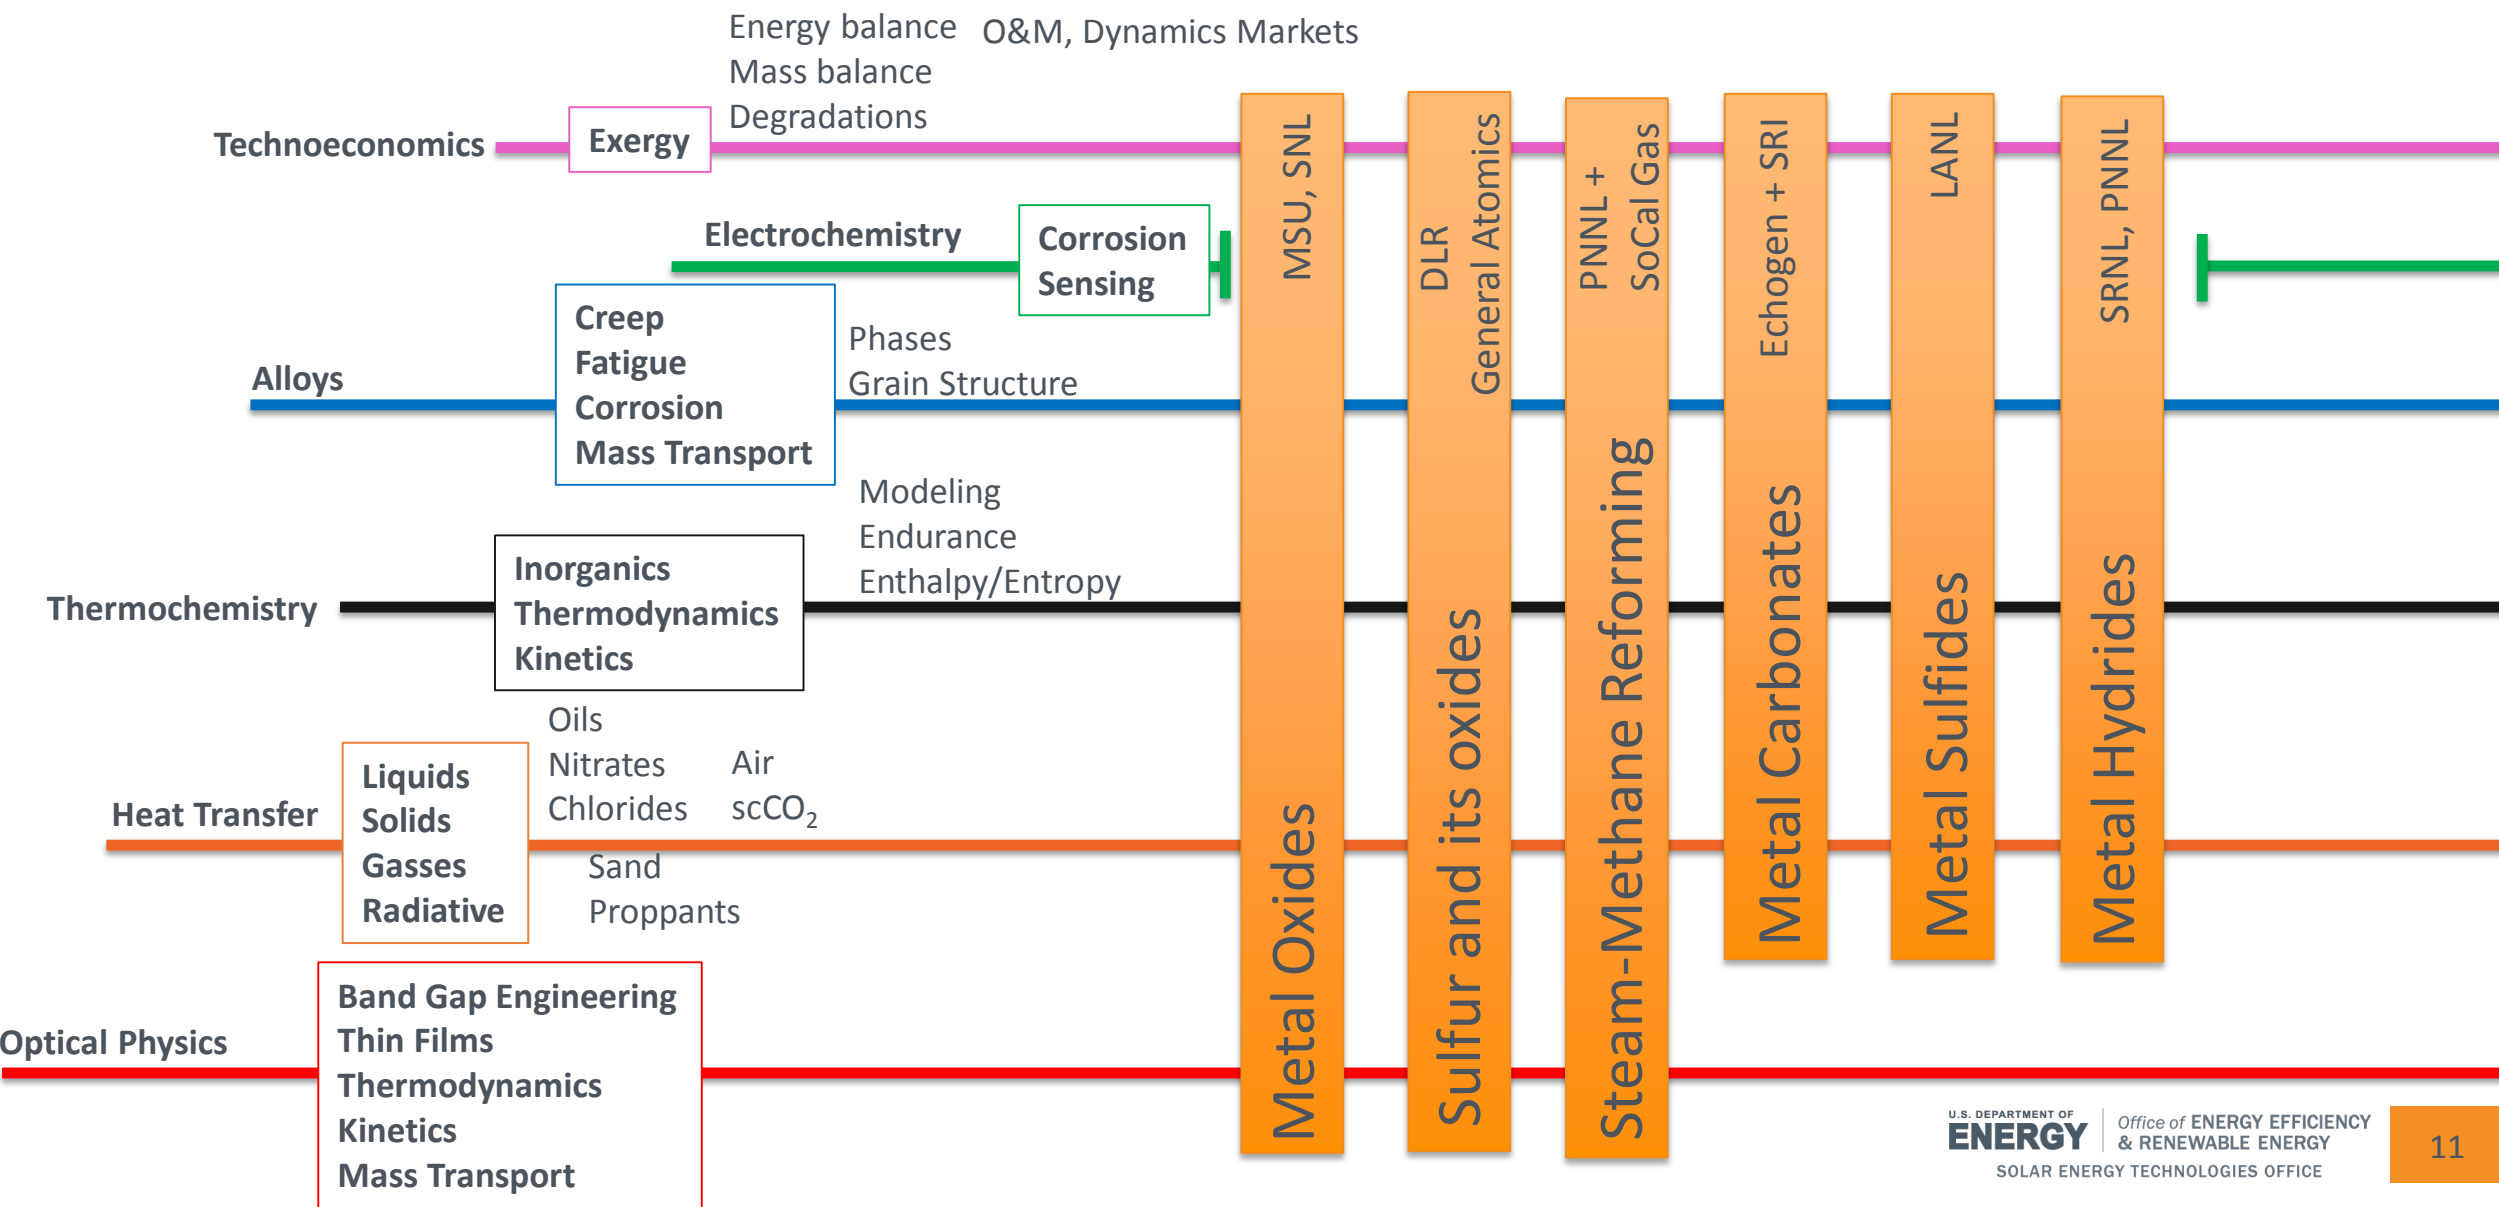 Energy balance
Mass balance
Degradations
O&M, Dynamics Markets
Technoeconomics
Exergy
Electrochemistry
Corrosion
Sensing
Alloys
Creep
Fatigue
Corrosion
Mass Transport
Phases
Grain Structure
Thermochemistry
Inorganics
Thermodynamics
Kinetics
Modeling
Endurance
Enthalpy/Entropy
Heat Transfer
Liquids
Solids
Gasses
Radiative
Oils
Nitrates
Chlorides
Air
scCO₂
Sand
Proppants
Optical Physics
Band Gap Engineering
Thin Films
Thermodynamics
Kinetics
Mass Transport
MSU, SNL
Metal Oxides
DLR
General Atomics
Sulfur and its oxides
PNNL +
SoCal Gas
Steam-Methane Reforming
Echogen + SRI
Metal Carbonates
LANL
Metal Sulfides
SRNL, PNNL
Metal Hydrides
U.S. DEPARTMENT OF
ENERGY
Office of ENERGY EFFICIENCY
& RENEWABLE ENERGY
SOLAR ENERGY TECHNOLOGIES OFFICE
11